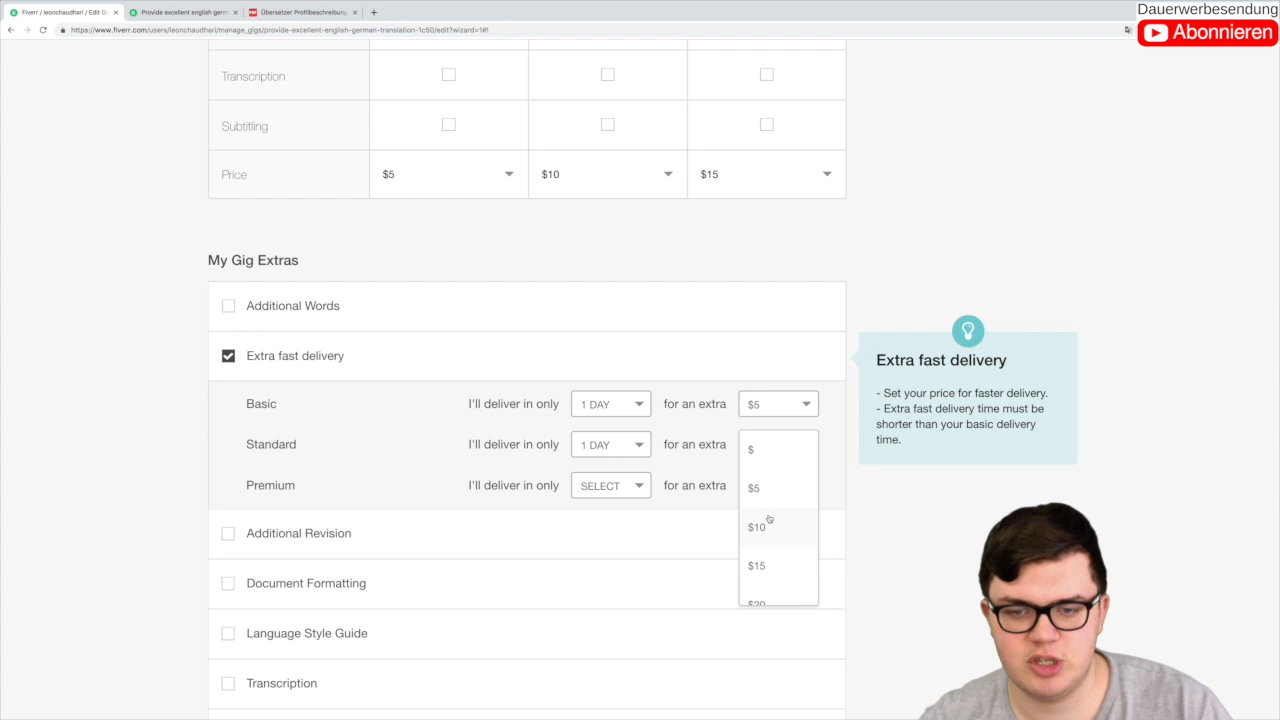 Fiverr / leonchaudhari / Edit G
Provide excellent english germ
Übersetzer Profilbeschreibung
Dauerwerbesendung
https://www.fiverr.com/users/leonchaudhari/manage_gigs/provide-excellent-english-german-translation-1c50/edit?wizard=1#!
Abonnieren
Transcription
Subtitling
Price $5 $10 $15
My Gig Extras
Additional Words
Extra fast delivery
Basic I'll deliver in only 1 DAY for an extra $5
Standard I'll deliver in only 1 DAY for an extra
$
Premium I'll deliver in only SELECT for an extra
$5
$10
$15
$20
Additional Revision
Document Formatting
Language Style Guide
Transcription
Extra fast delivery
- Set your price for faster delivery.
- Extra fast delivery time must be
shorter than your basic delivery
time.